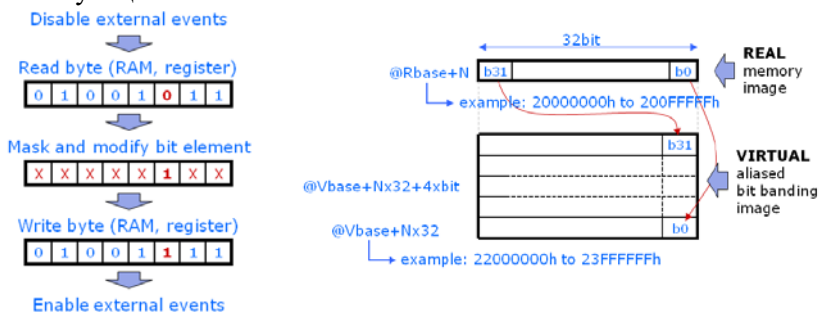 Disable external events
Read byte (RAM, register)
0 1 0 0 1 0 1 1
Mask and modify bit element
X X X X X 1 X X
Write byte (RAM, register)
0 1 0 0 1 1 1 1
Enable external events
32bit
@Rbase+N b31 b0
example: 20000000h to 200FFFFFh
REAL
memory
image
b31
@Vbase+Nx32+4xbit
@Vbase+Nx32
b0
example: 22000000h to 23FFFFFFh
VIRTUAL
aliased
bit banding
image